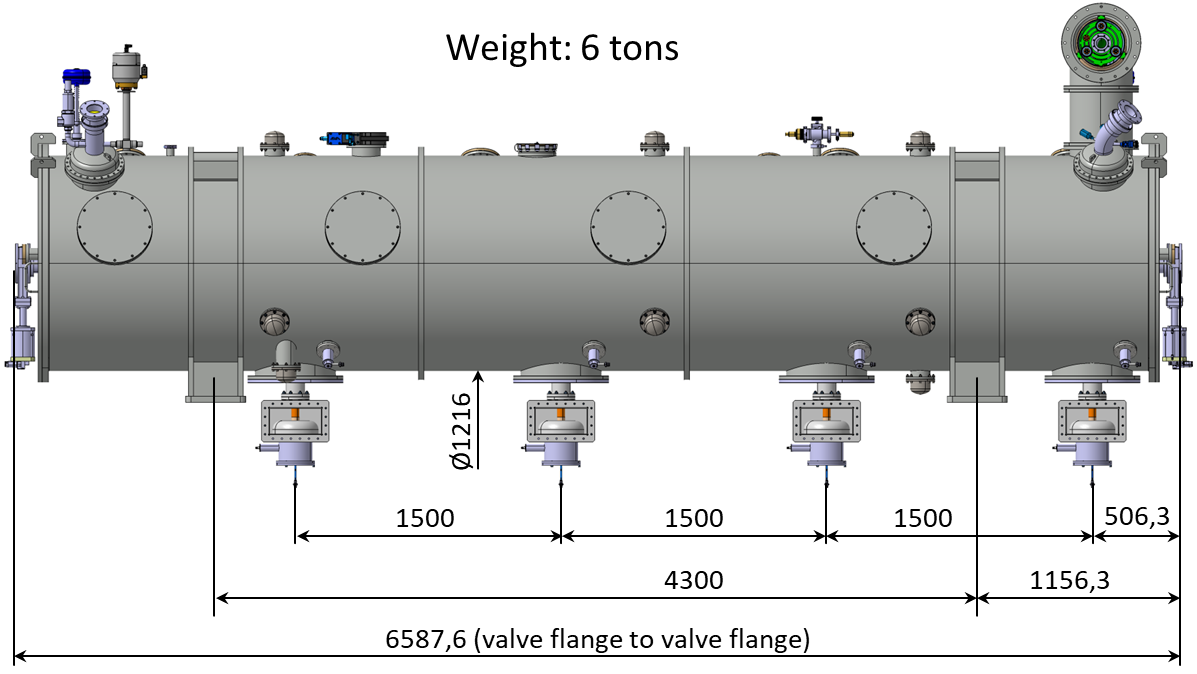 Weight: 6 tons
Ø1216
1500
1500
1500
506,3
4300
1156,3
6587,6 (valve flange to valve flange)